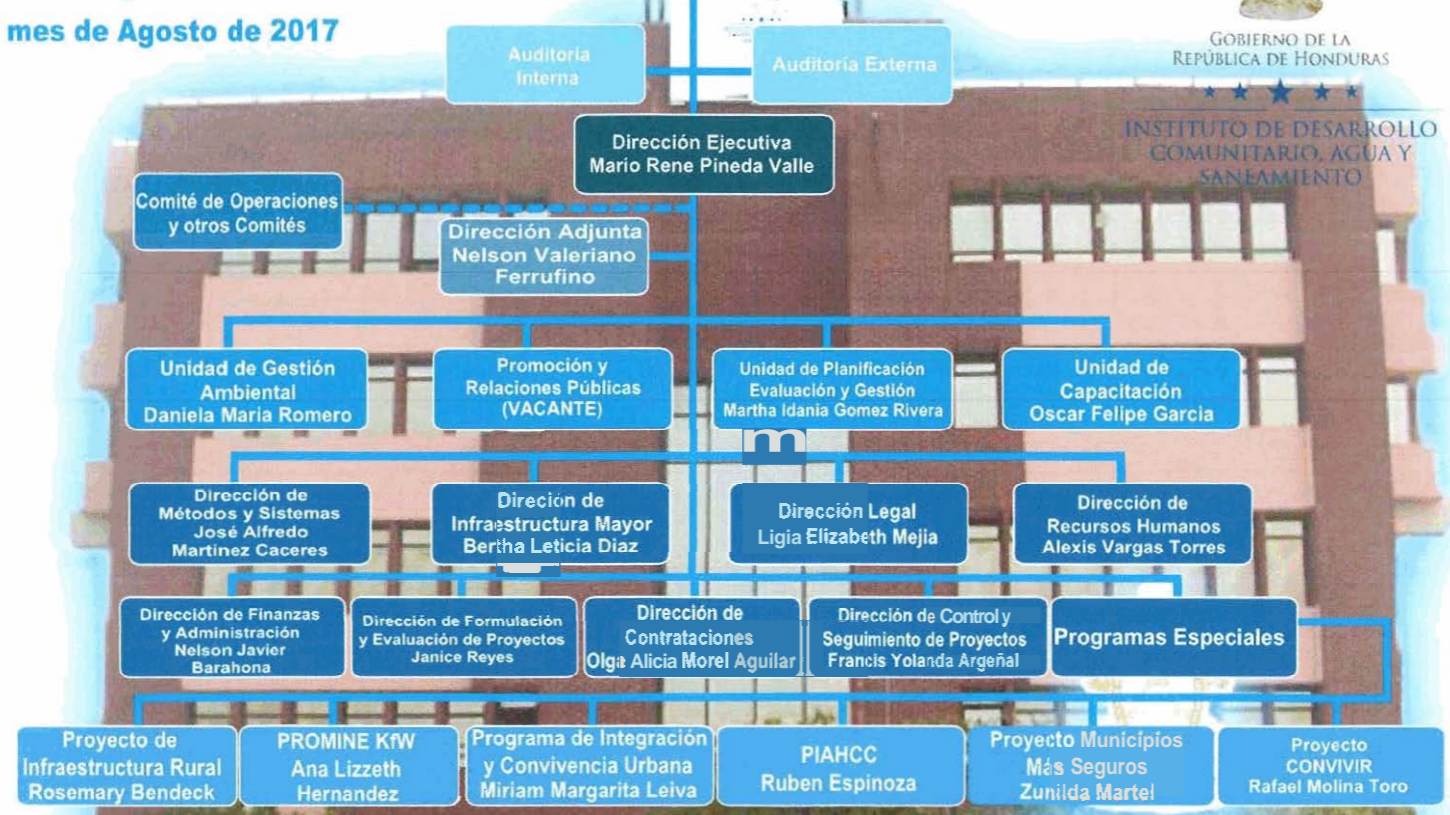 mes de Agosto de 2017
Auditoría
Interna
Auditoría Externa
GOBIERNO DE LA
REPÚBLICA DE HONDURAS
INSTITUTO DE DESARROLLO
COMUNITARIO, AGUA Y
SANEAMIENTO
Dirección Ejecutiva
Mario Rene Pineda Valle
Comité de Operaciones
y otros Comités
Dirección Adjunta
Nelson Valeriano
Ferrufino
Unidad de Gestión
Ambiental
Daniela Maria Romero
Promoción y
Relaciones Públicas
(VACANTE)
Unidad de Planificación
Evaluación y Gestión
Martha Idania Gomez Rivera
Unidad de
Capacitación
Oscar Felipe Garcia
m
Dirección de
Métodos y Sistemas
José Alfredo
Martinez Caceres
Direción de
Infraestructura Mayor
Bertha Leticia Diaz
Dirección Legal
Ligia Elizabeth Mejia
Dirección de
Recursos Humanos
Alexis Vargas Torres
Dirección de Finanzas
y Administración
Nelson Javier
Barahona
Dirección de Formulación
y Evaluación de Proyectos
Janice Reyes
Dirección de
Contrataciones
Olga Alicia Morel Aguilar
Dirección de Control y
Seguimiento de Proyectos
Francis Yolanda Argeñal
Programas Especiales
Proyecto de
Infraestructura Rural
Rosemary Bendeck
PROMINE KfW
Ana Lizzeth
Hernandez
Programa de Integración
y Convivencia Urbana
Miriam Margarita Leiva
PIAHCC
Ruben Espinoza
Proyecto Municipios
Más Seguros
Zunilda Martel
Proyecto
CONVIVIR
Rafael Molina Toro